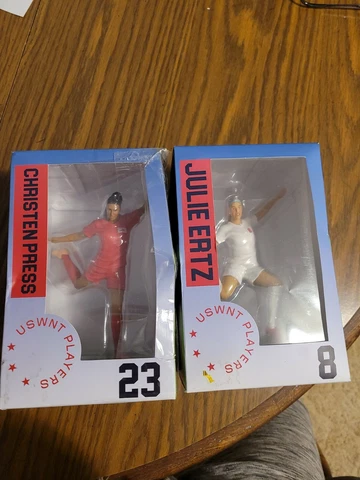 CHRISTEN PRESS
USWNT PLAYERS
23
JULIE ERTZ
USWNT PLAYERS
8